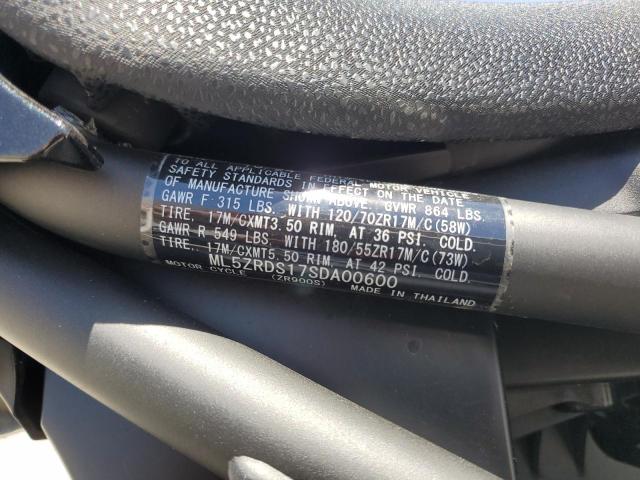 TO ALL APPLICABLE FEDERAL MOTOR VEHICLE
SAFETY STANDARDS IN EFFECT ON THE DATE
OF MANUFACTURE SHOWN ABOVE. GVWR 864 LBS.
GAWR F 315 LBS. WITH 120/70ZR17M/C(58W)
TIRE, 17M/CXMT3.50 RIM, AT 36 PSI. COLD.
GAWR R 549 LBS. WITH 180/55ZR17M/C(73W)
TIRE, 17M/CXMT5.50 RIM, AT 42 PSI. COLD.
ML5ZRDS17SDA00600
MOTOR CYCLE (ZR900S) MADE IN THAILAND